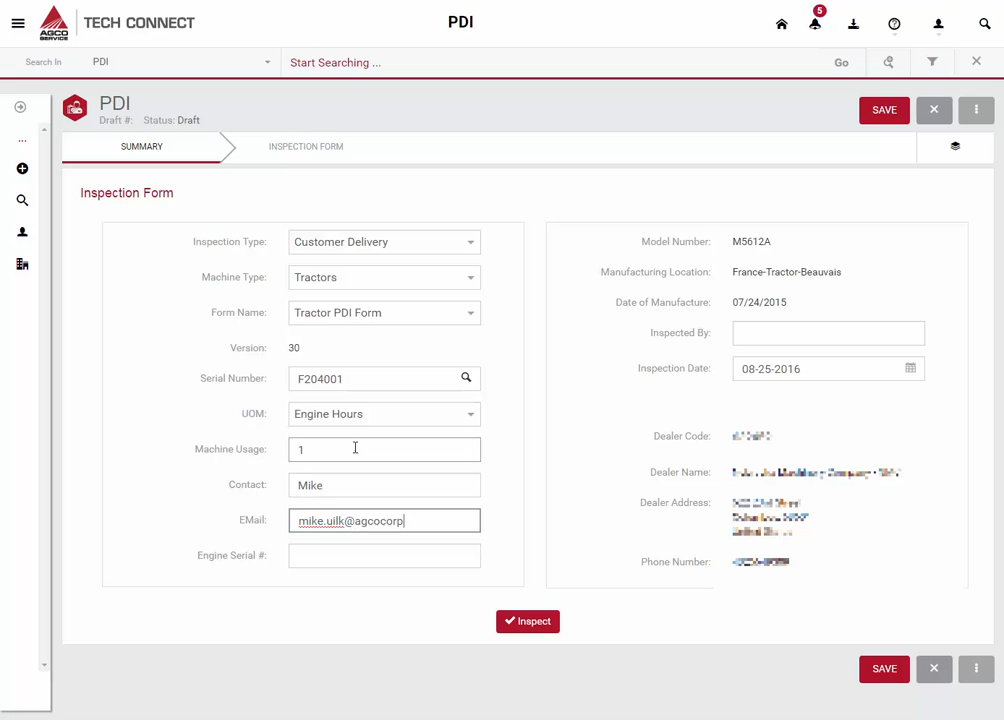 AGCO SERVICE TECH CONNECT
PDI
5
Search In PDI Start Searching ... Go
PDI
Draft #: Status: Draft
SAVE
SUMMARY INSPECTION FORM
...
Inspection Form
Inspection Type: Customer Delivery
Machine Type: Tractors
Form Name: Tractor PDI Form
Version: 30
Serial Number: F204001
UOM: Engine Hours
Machine Usage: 1
Contact: Mike
EMail: mike.uilk@agcocorp
Engine Serial #:
Model Number: M5612A
Manufacturing Location: France-Tractor-Beauvais
Date of Manufacture: 07/24/2015
Inspected By:
Inspection Date: 08-25-2016
Dealer Code:
Dealer Name:
Dealer Address:
Phone Number:
Inspect
SAVE